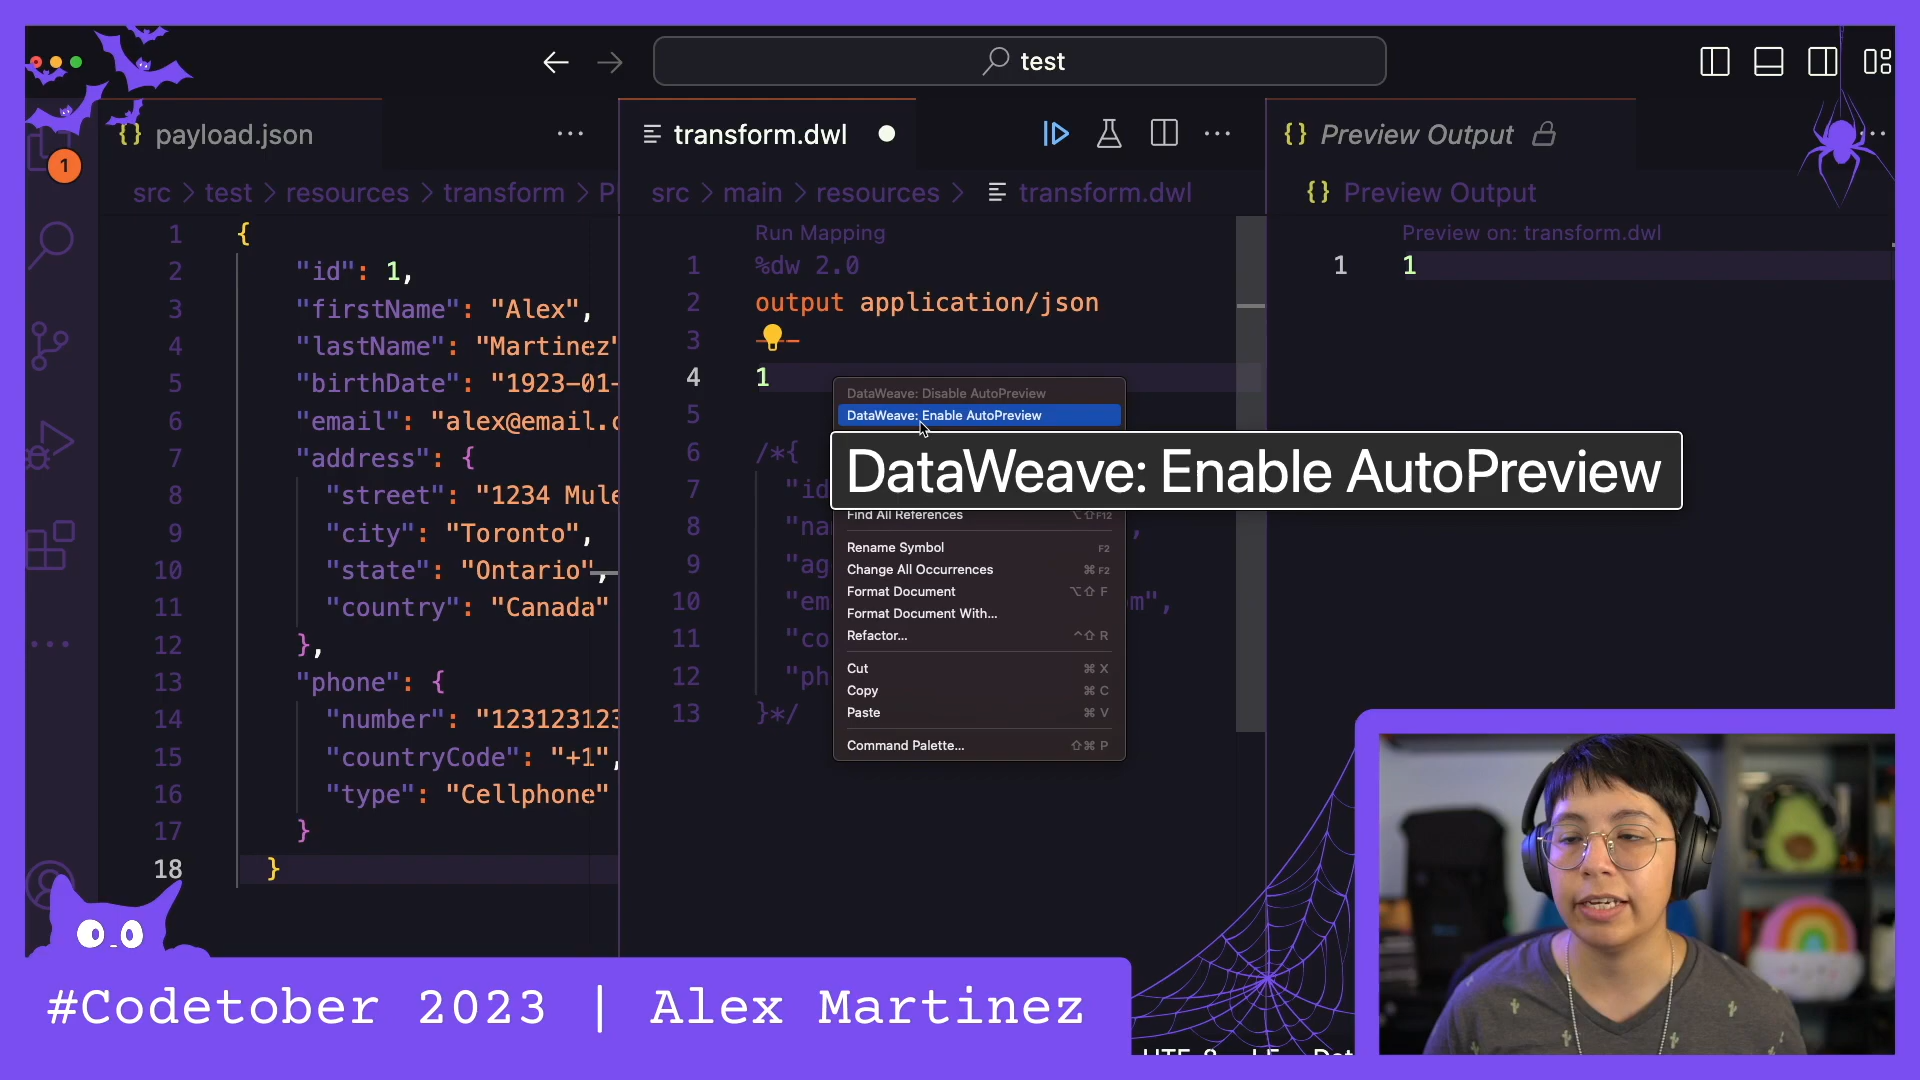 test
payload.json
1
src > test > resources > transform >
1 {
2 "id": 1,
3 "firstName": "Alex",
4 "lastName": "Martinez"
5 "birthDate": "1923-01-
6 "email": "alex@email.c
7 "address": {
8 "street": "1234 Mule
9 "city": "Toronto",
10 "state": "Ontario",
11 "country": "Canada"
12 },
13 "phone": {
14 "number": "123123123
15 "countryCode": "+1",
16 "type": "Cellphone"
17 }
18 }
transform.dwl
src > main > resources > transform.dwl
Run Mapping
1 %dw 2.0
2 output application/json
3 ---
4 1
5
6 /*{
7 "id
8 "na ,
9 "ag
10 "em m",
11 "co
12 "ph
13 }*/
DataWeave: Disable AutoPreview
DataWeave: Enable AutoPreview
DataWeave: Enable AutoPreview
Find All References ⌥⇧F12
Rename Symbol F2
Change All Occurrences ⌘ F2
Format Document ⌥⇧ F
Format Document With...
Refactor... ^⇧ R
Cut ⌘ X
Copy ⌘ C
Paste ⌘ V
Command Palette... ⇧⌘ P
{} Preview Output
{} Preview Output
Preview on: transform.dwl
1 1
#Codetober 2023 | Alex Martinez